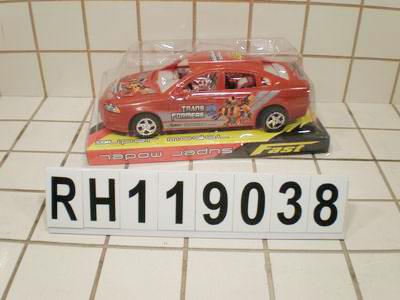 TRANS
FORMERS
super model
Fast
RH119038